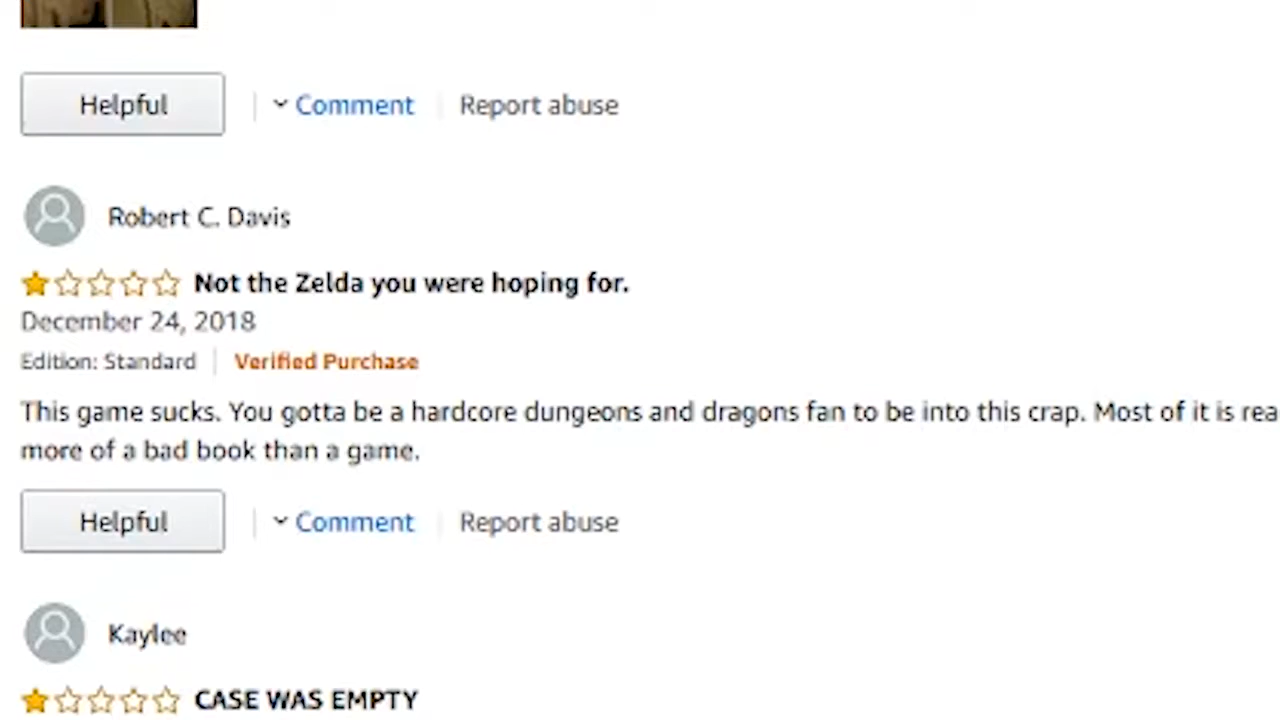 Helpful
Comment
Report abuse
Robert C. Davis
Not the Zelda you were hoping for.
December 24, 2018
Edition: Standard
Verified Purchase
This game sucks. You gotta be a hardcore dungeons and dragons fan to be into this crap. Most of it is rea
more of a bad book than a game.
Helpful
Comment
Report abuse
Kaylee
CASE WAS EMPTY